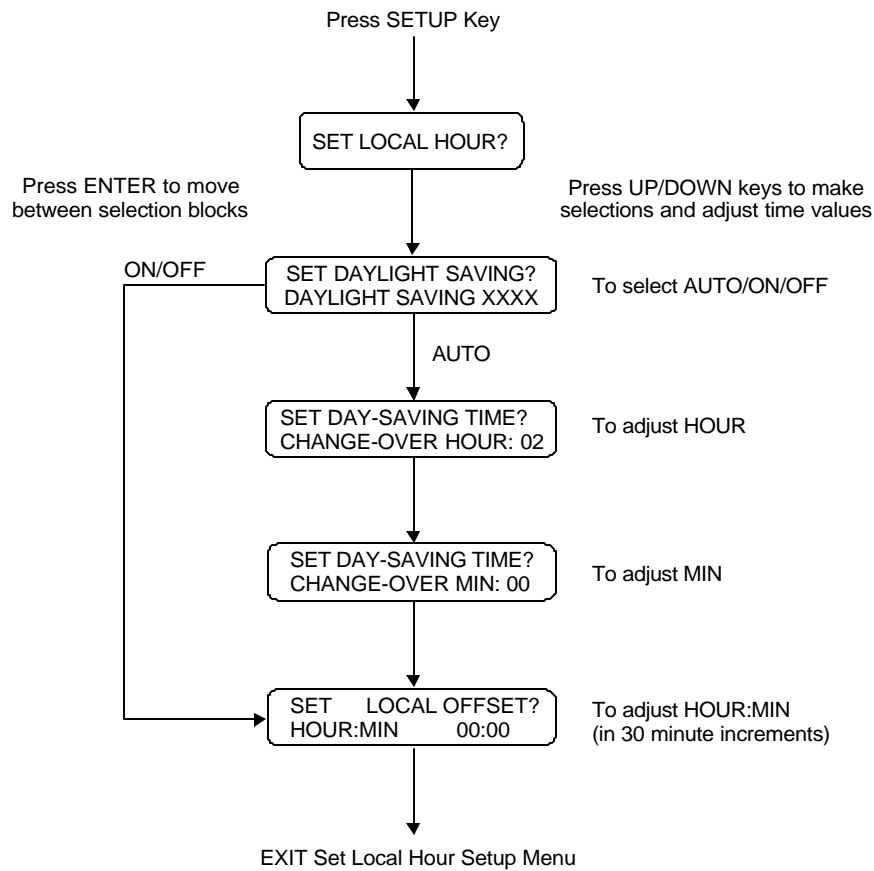 Press SETUP Key
SET LOCAL HOUR?
Press ENTER to move
between selection blocks
Press UP/DOWN keys to make
selections and adjust time values
ON/OFF
SET DAYLIGHT SAVING?
DAYLIGHT SAVING XXXX
To select AUTO/ON/OFF
AUTO
SET DAY-SAVING TIME?
CHANGE-OVER HOUR: 02
To adjust HOUR
SET DAY-SAVING TIME?
CHANGE-OVER MIN: 00
To adjust MIN
SET LOCAL OFFSET?
HOUR:MIN 00:00
To adjust HOUR:MIN
(in 30 minute increments)
EXIT Set Local Hour Setup Menu